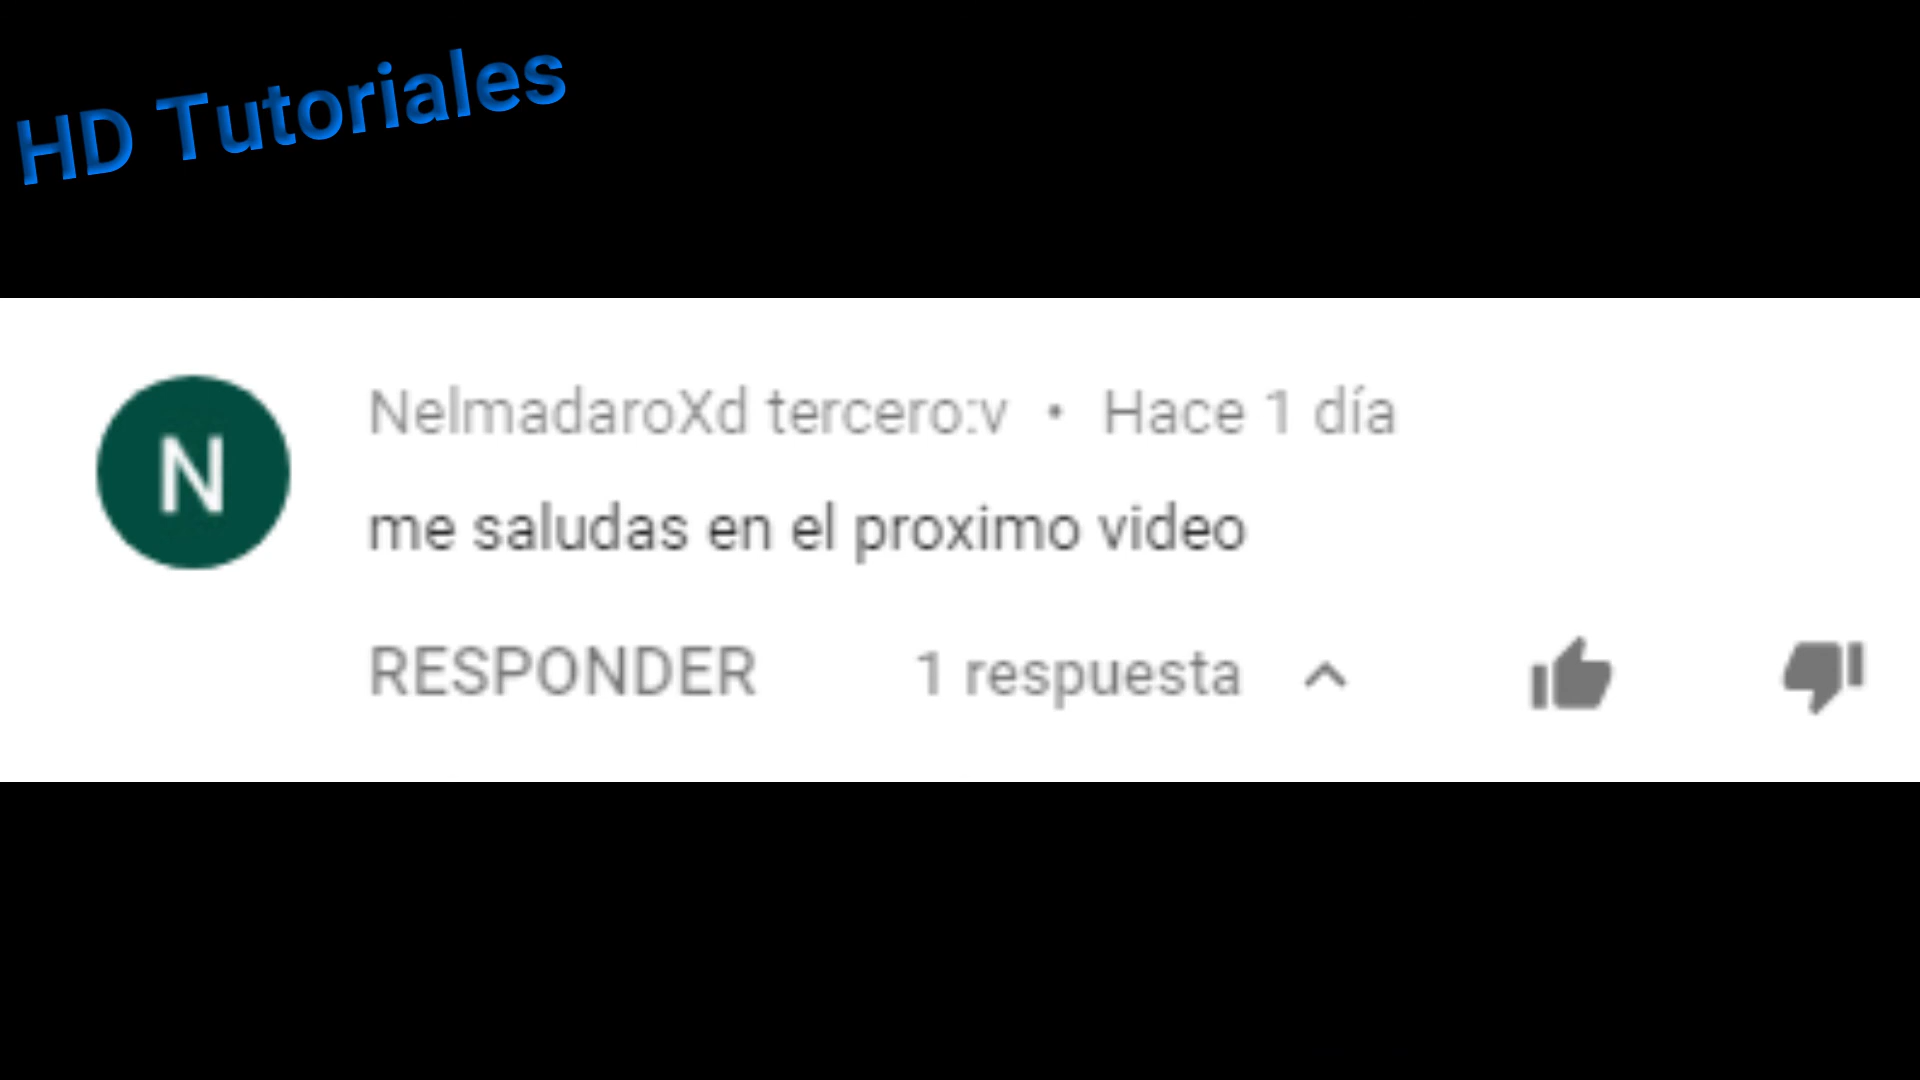 HD Tutoriales
N
NelmadaroXd tercero:v • Hace 1 día
me saludas en el proximo video
RESPONDER 1 respuesta